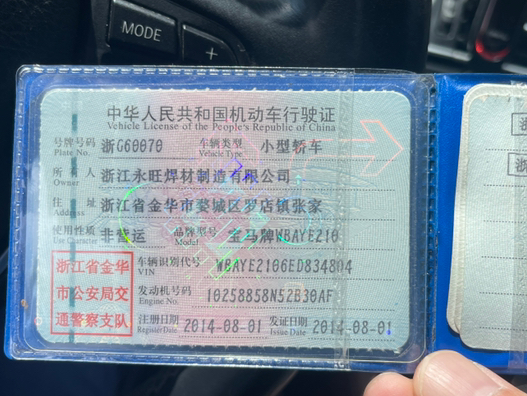 MODE
+
中华人民共和国机动车行驶证
Vehicle License of the People's Republic of China
号牌号码 浙G60070 车辆类型 小型轿车
Plate No. Vehicle Type
所有人 浙江永旺焊材制造有限公司
Owner
住址 浙江省金华市婺城区罗店镇张家
Address
使用性质 非营运 品牌型号 宝马牌WBAYE210
Use Character Model
浙江省金华
市公安局交
通警察支队
车辆识别代号 WBAYE2106ED834804
VIN
发动机号码 10258858N52B30AF
Engine No.
注册日期 2014-08-01 发证日期 2014-08-01
Register Date Issue Date
浙
浙